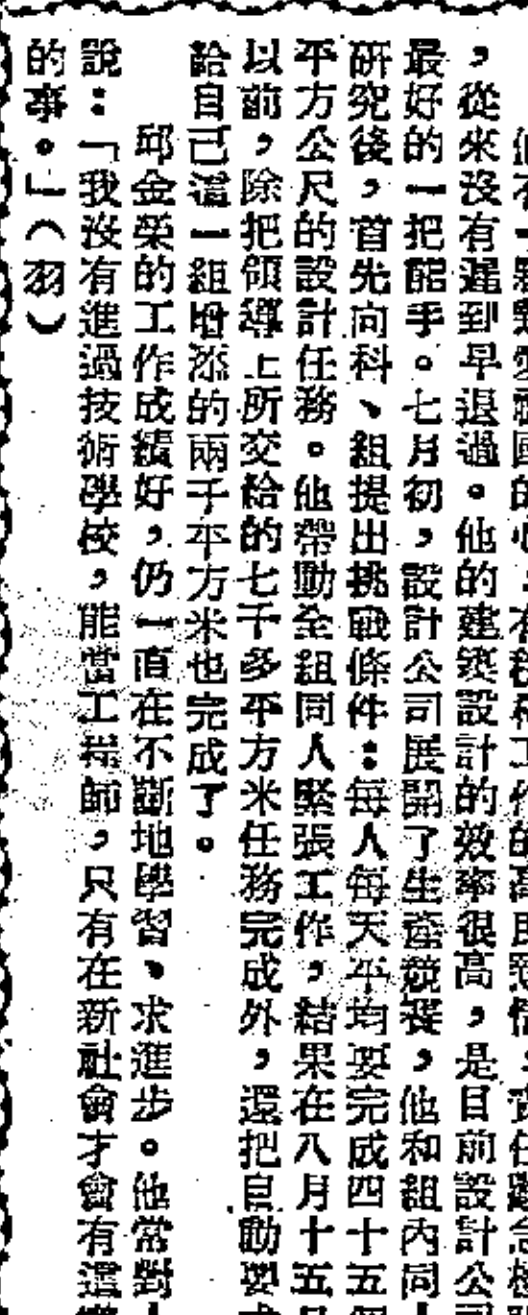 ，從來沒有遲到早退過。他的建築設計的效率很高，是目前設計公
最好的一把能手。七月初，設計公司展開了生產競賽，他和組內同
研究後，首先向科、組提出挑戰條件：每人每天平均要完成四十五
平方公尺的設計任務。他帶動全組同人緊張工作，結果在八月十五
以前，除把領導上所交給的七千多平方米任務完成外，還把自動要
給自己這一組增添的兩千平方米也完成了。
邱金榮的工作成績好，仍一直在不斷地學習、求進步。他常對
說：「我沒有進過技術學校，能當工程師，只有在新社會才會有這
的事。」（羽）